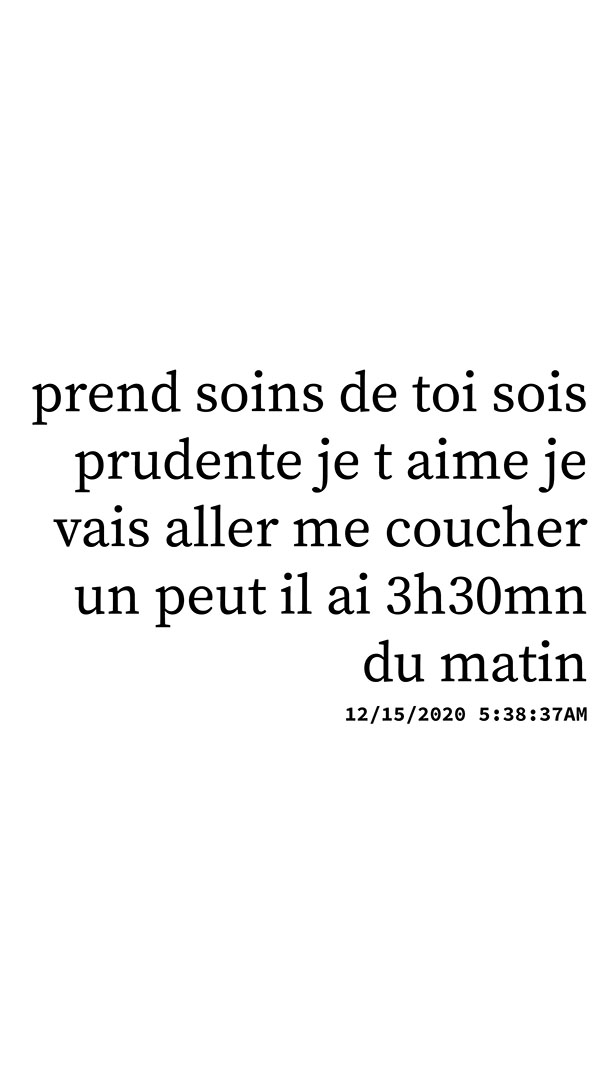 prend soins de toi sois
prudente je t aime je
vais aller me coucher
un peut il ai 3h30mn
du matin
12/15/2020 5:38:37AM